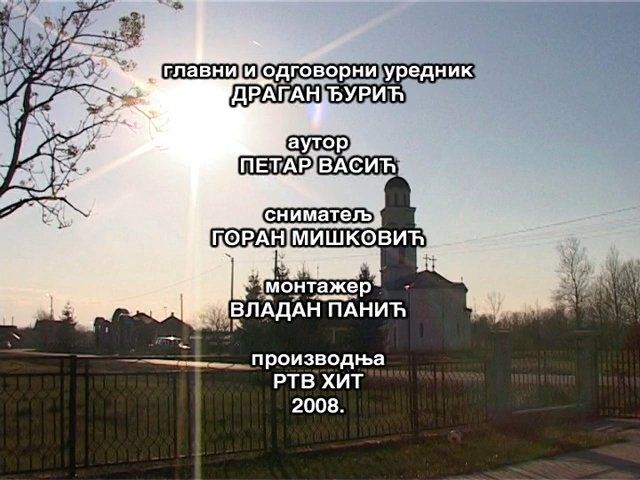 главни и одговорни уредник
ДРАГАН ЂУРИЋ
аутор
ПЕТАР ВАСИЋ
сниматељ
ГОРАН МИШКОВИЋ
монтажер
ВЛАДАН ПАНИЋ
производња
РТВ ХИТ
2008.